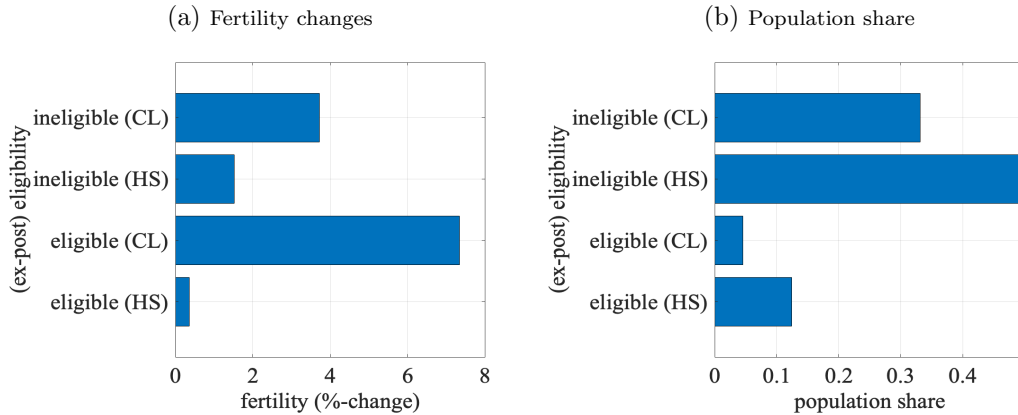 (a) Fertility changes
(ex-post) eligibility
ineligible (CL)
ineligible (HS)
eligible (CL)
eligible (HS)
0 2 4 6 8
fertility (%-change)
(b) Population share
(ex-post) eligibility
ineligible (CL)
ineligible (HS)
eligible (CL)
eligible (HS)
0 0.1 0.2 0.3 0.4
population share